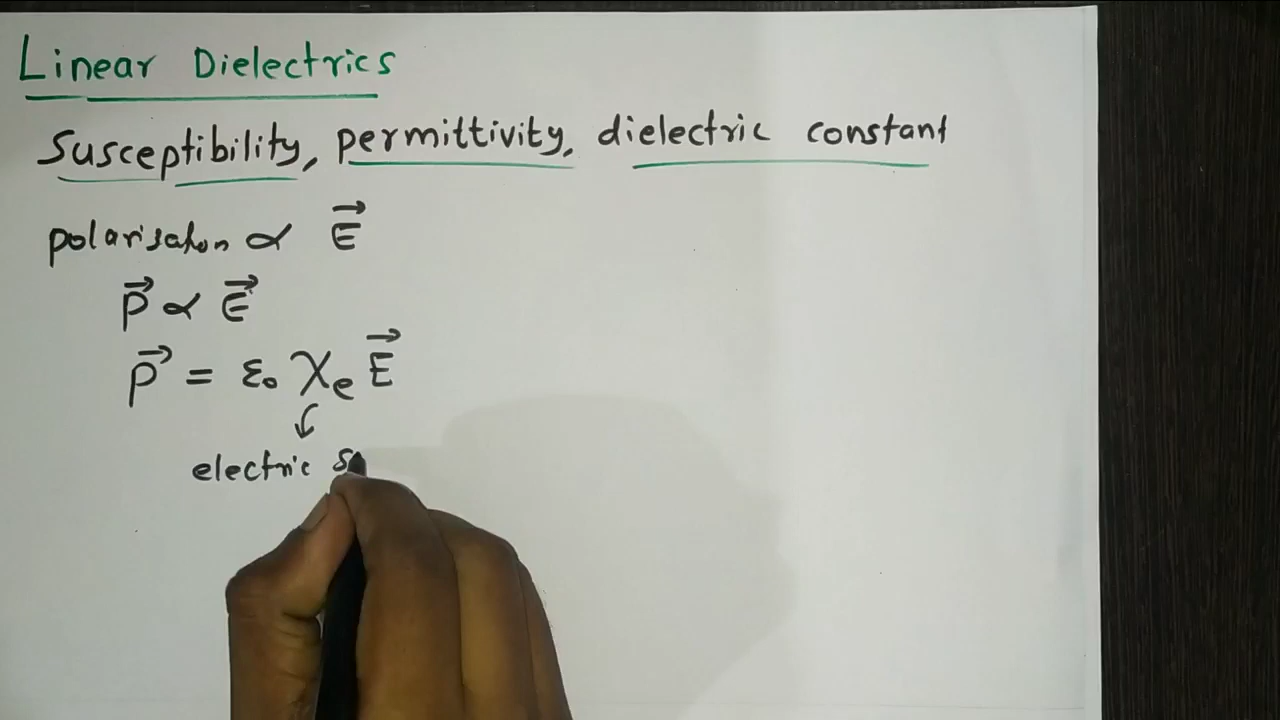 Linear Dielectrics
Susceptibility, permittivity, dielectric constant
polarisation ∝ E⃗
P⃗ ∝ E⃗
P⃗ = ε₀ χₑ E⃗
↓
electric s